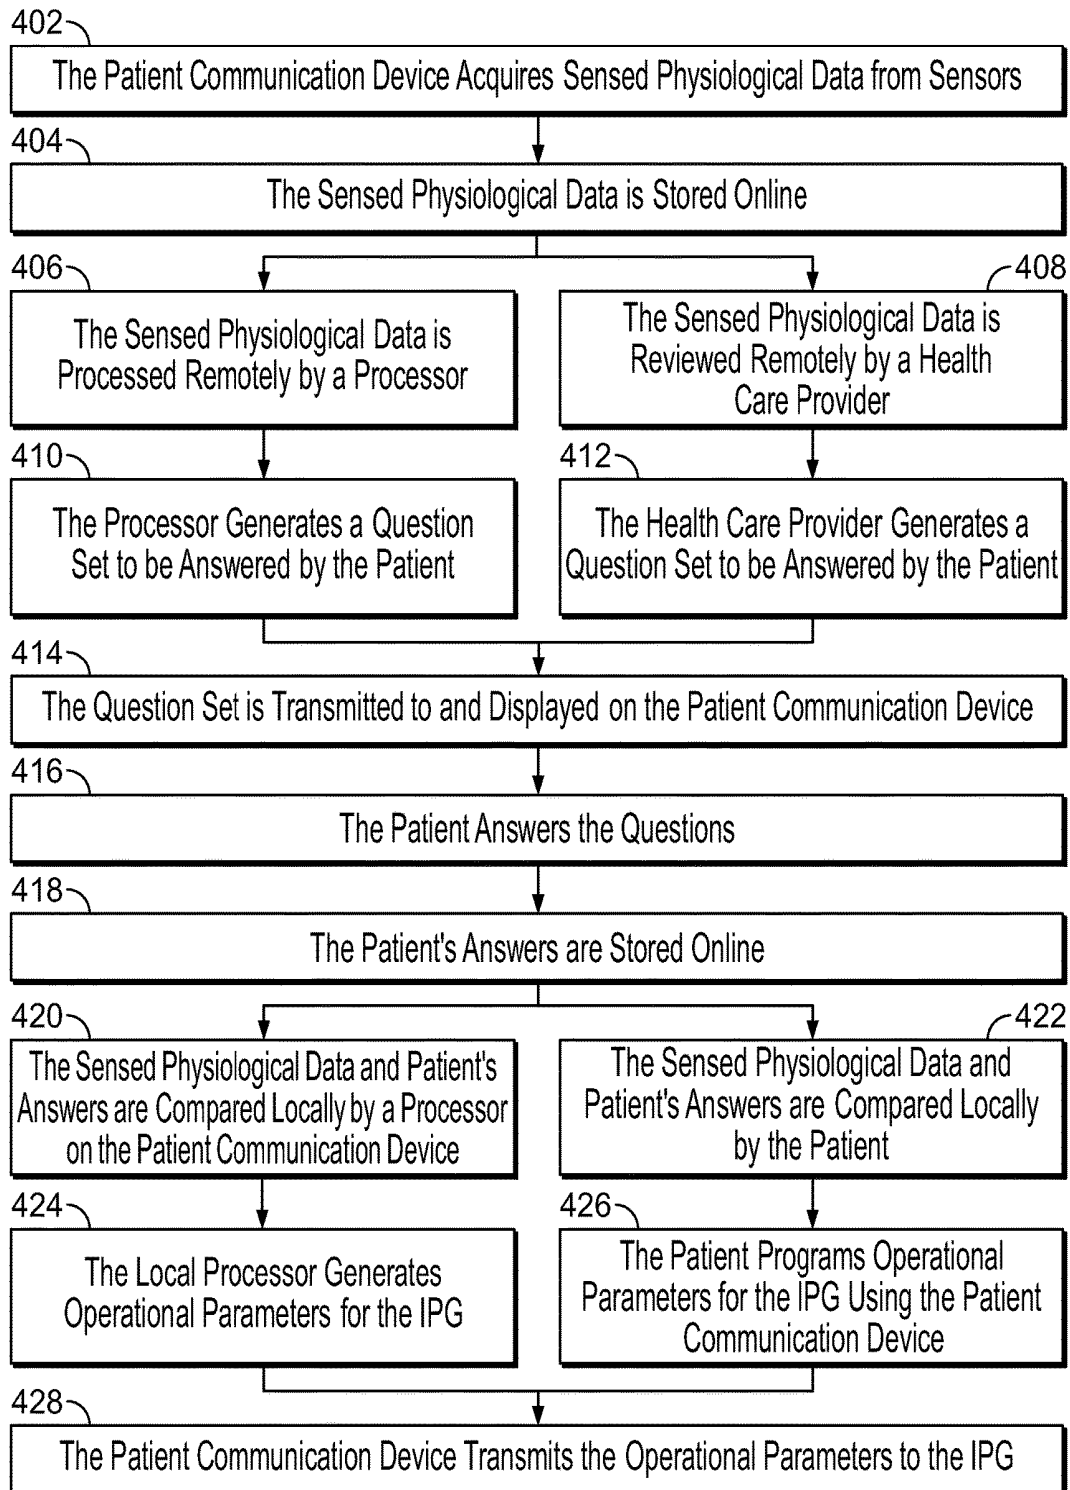 402
The Patient Communication Device Acquires Sensed Physiological Data from Sensors
404
The Sensed Physiological Data is Stored Online
406
The Sensed Physiological Data is
Processed Remotely by a Processor
408
The Sensed Physiological Data is
Reviewed Remotely by a Health
Care Provider
410
The Processor Generates a Question
Set to be Answered by the Patient
412
The Health Care Provider Generates a
Question Set to be Answered by the Patient
414
The Question Set is Transmitted to and Displayed on the Patient Communication Device
416
The Patient Answers the Questions
418
The Patient's Answers are Stored Online
420
The Sensed Physiological Data and Patient's
Answers are Compared Locally by a Processor
on the Patient Communication Device
422
The Sensed Physiological Data and
Patient's Answers are Compared Locally
by the Patient
424
The Local Processor Generates
Operational Parameters for the IPG
426
The Patient Programs Operational
Parameters for the IPG Using the Patient
Communication Device
428
The Patient Communication Device Transmits the Operational Parameters to the IPG